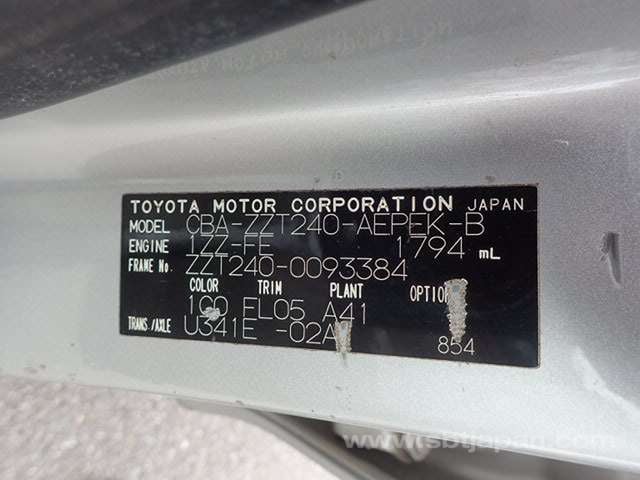 TOYOTA MOTOR CORPORATION JAPAN
MODEL CBA-ZZT240-AEPEK-B
ENGINE 1ZZ-FE 1794 mL
FRAME No. ZZT240-0093384
COLOR TRIM PLANT OPTION
1C0 FL05 A41
TRANS./AXLE U341E -02A
854
www.sbtjapan.com